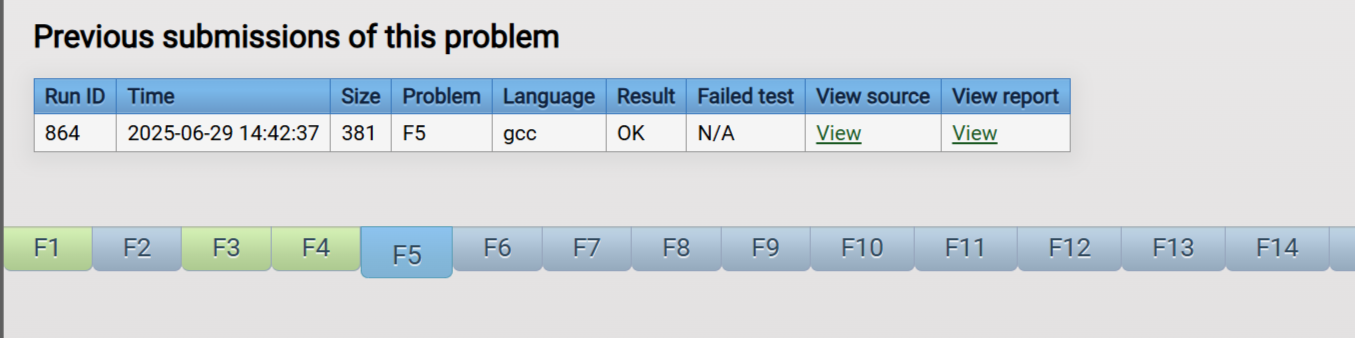 Previous submissions of this problem
Run ID Time Size Problem Language Result Failed test View source View report
864 2025-06-29 14:42:37 381 F5 gcc OK N/A View View
F1 F2 F3 F4 F5 F6 F7 F8 F9 F10 F11 F12 F13 F14